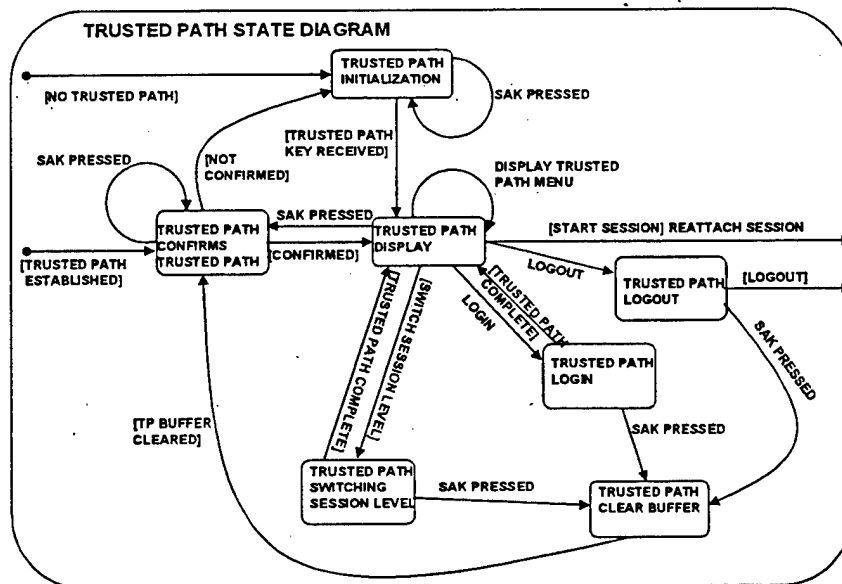 TRUSTED PATH STATE DIAGRAM
TRUSTED PATH
INITIALIZATION
[NO TRUSTED PATH]
SAK PRESSED
[TRUSTED PATH
KEY RECEIVED]
[NOT
CONFIRMED]
SAK PRESSED
DISPLAY TRUSTED
PATH MENU
TRUSTED PATH
CONFIRMS
TRUSTED PATH
SAK PRESSED
TRUSTED PATH
DISPLAY
[START SESSION] REATTACH SESSION
[TRUSTED PATH
ESTABLISHED]
[CONFIRMED]
LOGOUT
TRUSTED PATH
LOGOUT
[LOGOUT]
[TRUSTED PATH COMPLETE]
[SWITCH SESSION LEVEL]
LOGIN
[TRUSTED PATH
COMPLETE]
TRUSTED PATH
LOGIN
SAK PRESSED
[TP BUFFER
CLEARED]
SAK PRESSED
TRUSTED PATH
SWITCHING
SESSION LEVEL
SAK PRESSED
TRUSTED PATH
CLEAR BUFFER